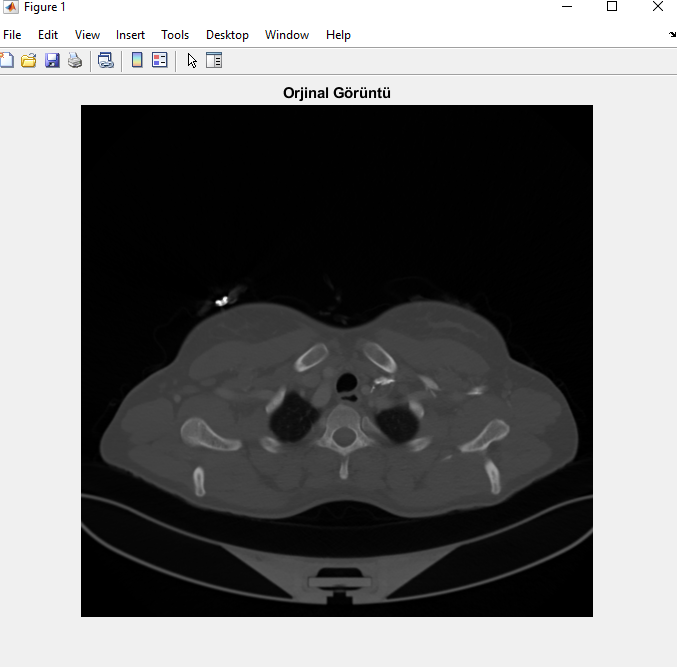 Figure 1
File Edit View Insert Tools Desktop Window Help
Orjinal Görüntü